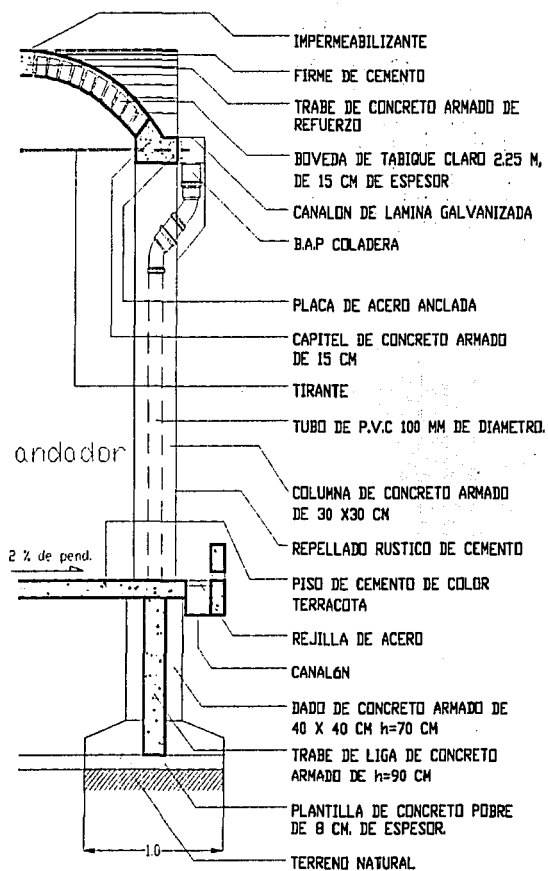 IMPERMEABILIZANTE
FIRME DE CEMENTO
TRABE DE CONCRETO ARMADO DE
REFUERZO
BOVEDA DE TABIQUE CLARO 2.25 M,
DE 15 CM DE ESPESOR
CANALON DE LAMINA GALVANIZADA
B.A.P COLADERA
PLACA DE ACERO ANCLADA
CAPITEL DE CONCRETO ARMADO
DE 15 CM
TIRANTE
TUBO DE P.V.C 100 MM DE DIAMETRO.
andador
COLUMNA DE CONCRETO ARMADO
DE 30 X30 CM
REPELLADO RUSTICO DE CEMENTO
2 % de pend.
PISO DE CEMENTO DE COLOR
TERRACOTA
REJILLA DE ACERO
CANALóN
DADO DE CONCRETO ARMADO DE
40 X 40 CM h=70 CM
TRABE DE LIGA DE CONCRETO
ARMADO DE h=90 CM
PLANTILLA DE CONCRETO POBRE
DE 8 CM. DE ESPESOR.
1.0
TERRENO NATURAL